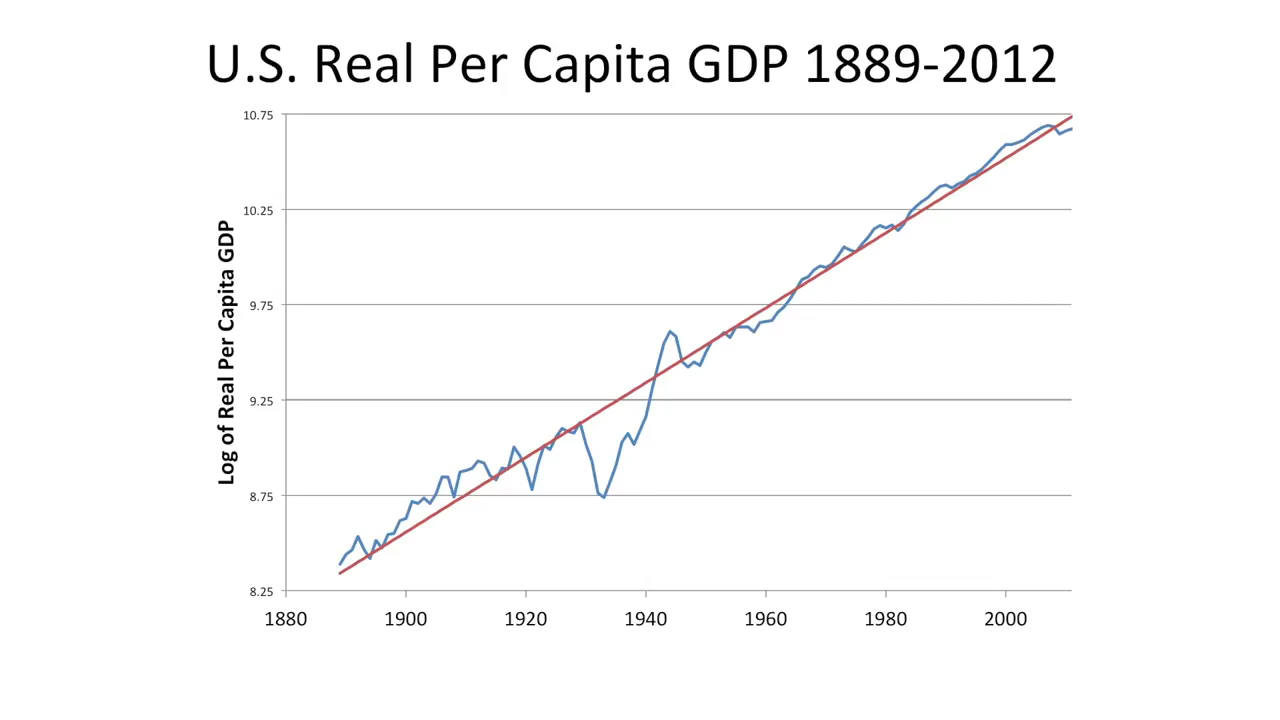 U.S. Real Per Capita GDP 1889-2012
Log of Real Per Capita GDP
10.75
10.25
9.75
9.25
8.75
8.25
1880 1900 1920 1940 1960 1980 2000